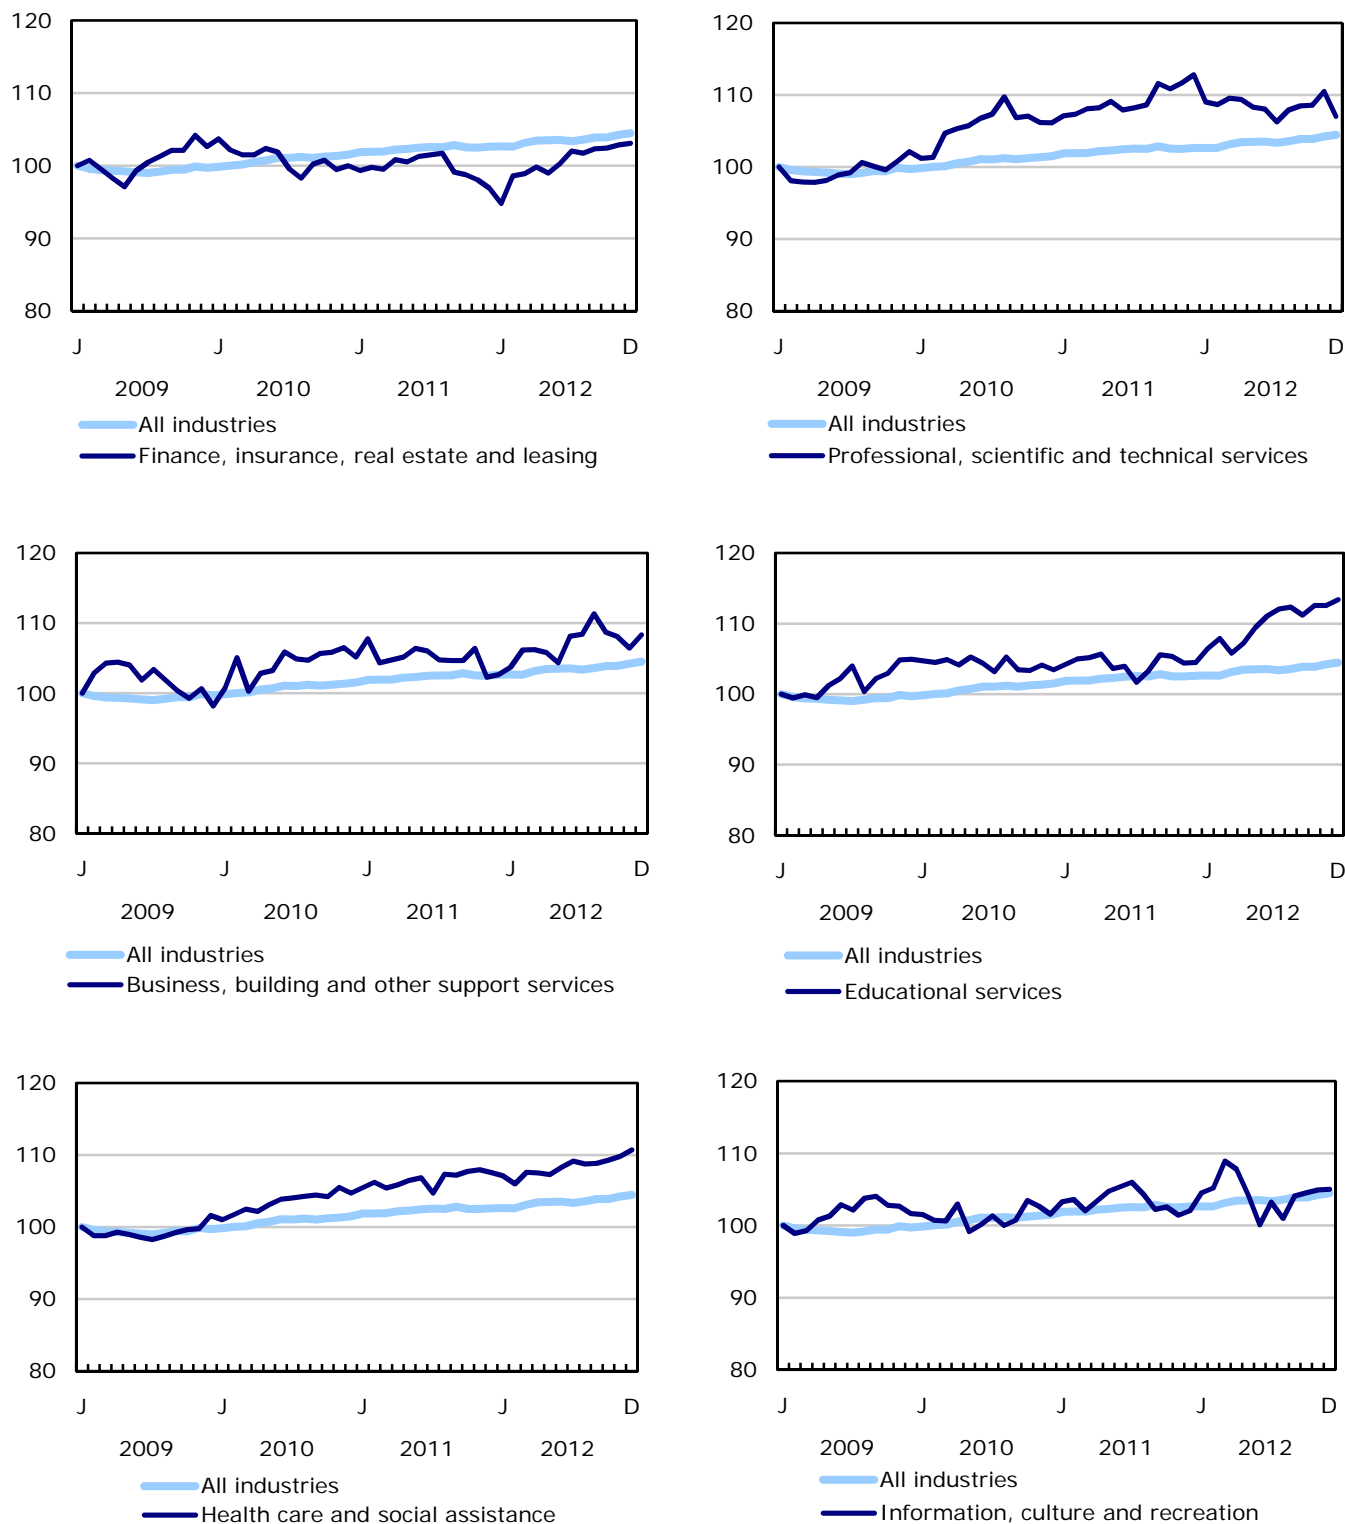 120
110
100
90
80
J J J J D
2009 2010 2011 2012
All industries
Finance, insurance, real estate and leasing
120
110
100
90
80
J J J J D
2009 2010 2011 2012
All industries
Professional, scientific and technical services
120
110
100
90
80
J J J J D
2009 2010 2011 2012
All industries
Business, building and other support services
120
110
100
90
80
J J J J D
2009 2010 2011 2012
All industries
Educational services
120
110
100
90
80
J J J J D
2009 2010 2011 2012
All industries
Health care and social assistance
120
110
100
90
80
J J J J D
2009 2010 2011 2012
All industries
Information, culture and recreation